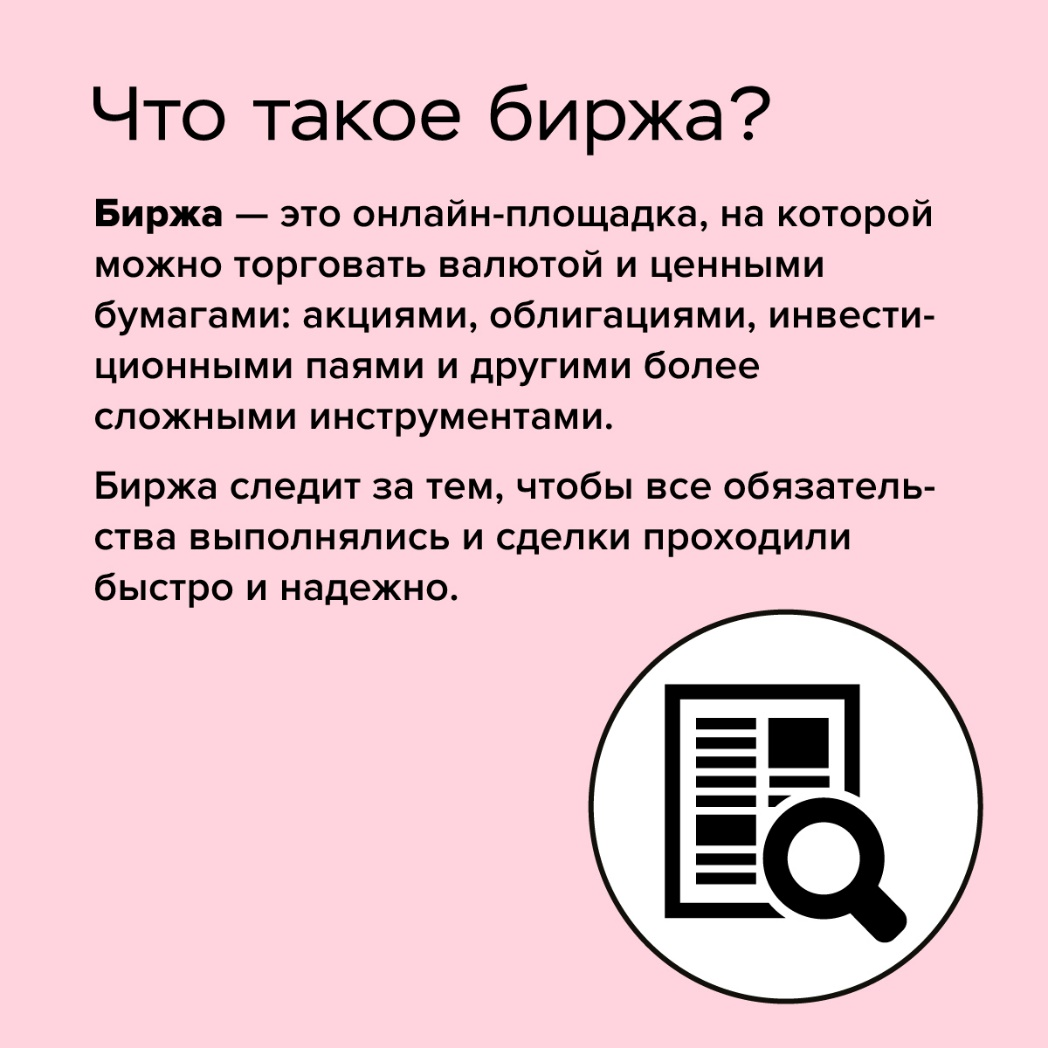 Что такое биржа?
Биржа — это онлайн-площадка, на которой
можно торговать валютой и ценными
бумагами: акциями, облигациями, инвести-
ционными паями и другими более
сложными инструментами.
Биржа следит за тем, чтобы все обязатель-
ства выполнялись и сделки проходили
быстро и надежно.